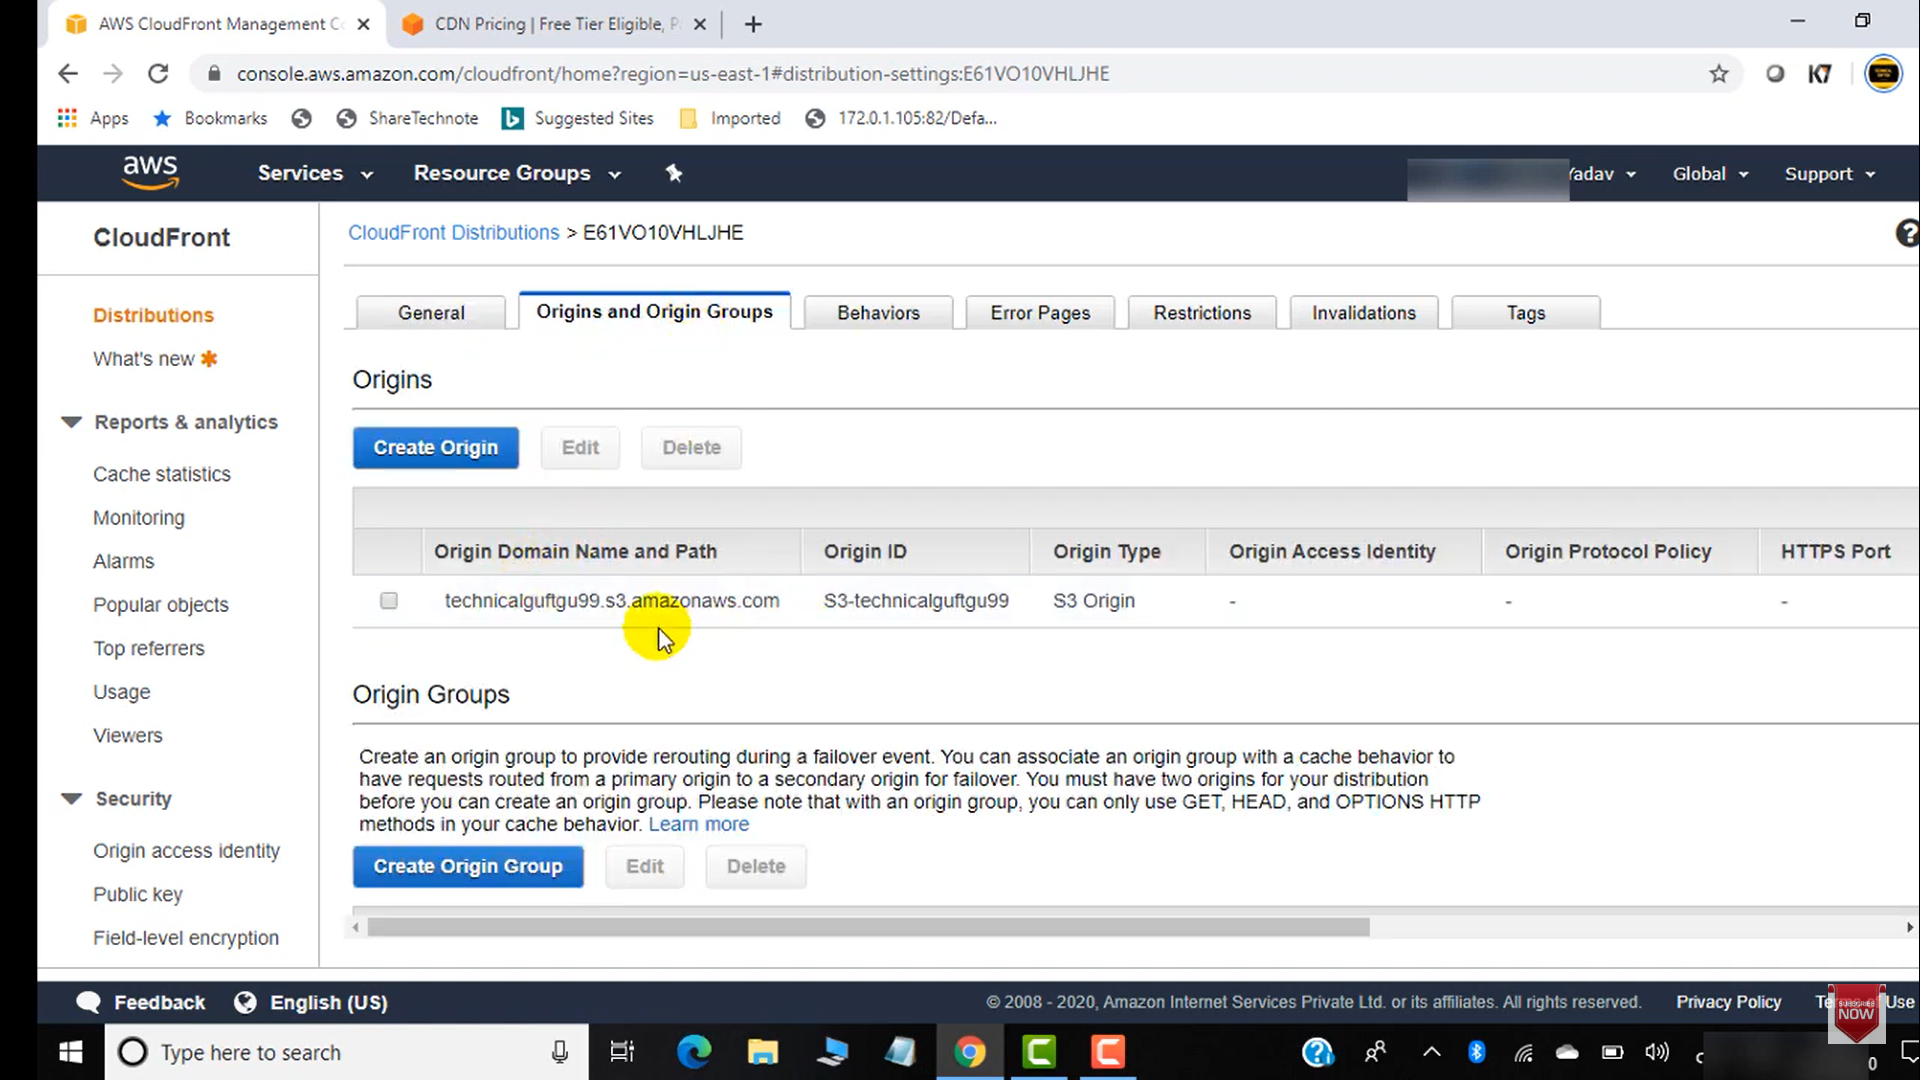 AWS CloudFront Management Co
CDN Pricing | Free Tier Eligible, P
console.aws.amazon.com/cloudfront/home?region=us-east-1#distribution-settings:E61VO10VHLJHE
K7
Apps Bookmarks ShareTechnote Suggested Sites Imported 172.0.1.105:82/Defa...
aws Services Resource Groups Yadav Global Support
CloudFront
CloudFront Distributions > E61VO10VHLJHE
?
General Origins and Origin Groups Behaviors Error Pages Restrictions Invalidations Tags
Distributions
What's new
Reports & analytics
Cache statistics
Monitoring
Alarms
Popular objects
Top referrers
Usage
Viewers
Security
Origin access identity
Public key
Field-level encryption
Origins
Create Origin Edit Delete
Origin Domain Name and Path Origin ID Origin Type Origin Access Identity Origin Protocol Policy HTTPS Port
technicalguftgu99.s3.amazonaws.com S3-technicalguftgu99 S3 Origin - - -
Origin Groups
Create an origin group to provide rerouting during a failover event. You can associate an origin group with a cache behavior to
have requests routed from a primary origin to a secondary origin for failover. You must have two origins for your distribution
before you can create an origin group. Please note that with an origin group, you can only use GET, HEAD, and OPTIONS HTTP
methods in your cache behavior. Learn more
Create Origin Group Edit Delete
Feedback English (US) © 2008 - 2020, Amazon Internet Services Private Ltd. or its affiliates. All rights reserved. Privacy Policy Use
SUBSCRIBE
NOW
Type here to search